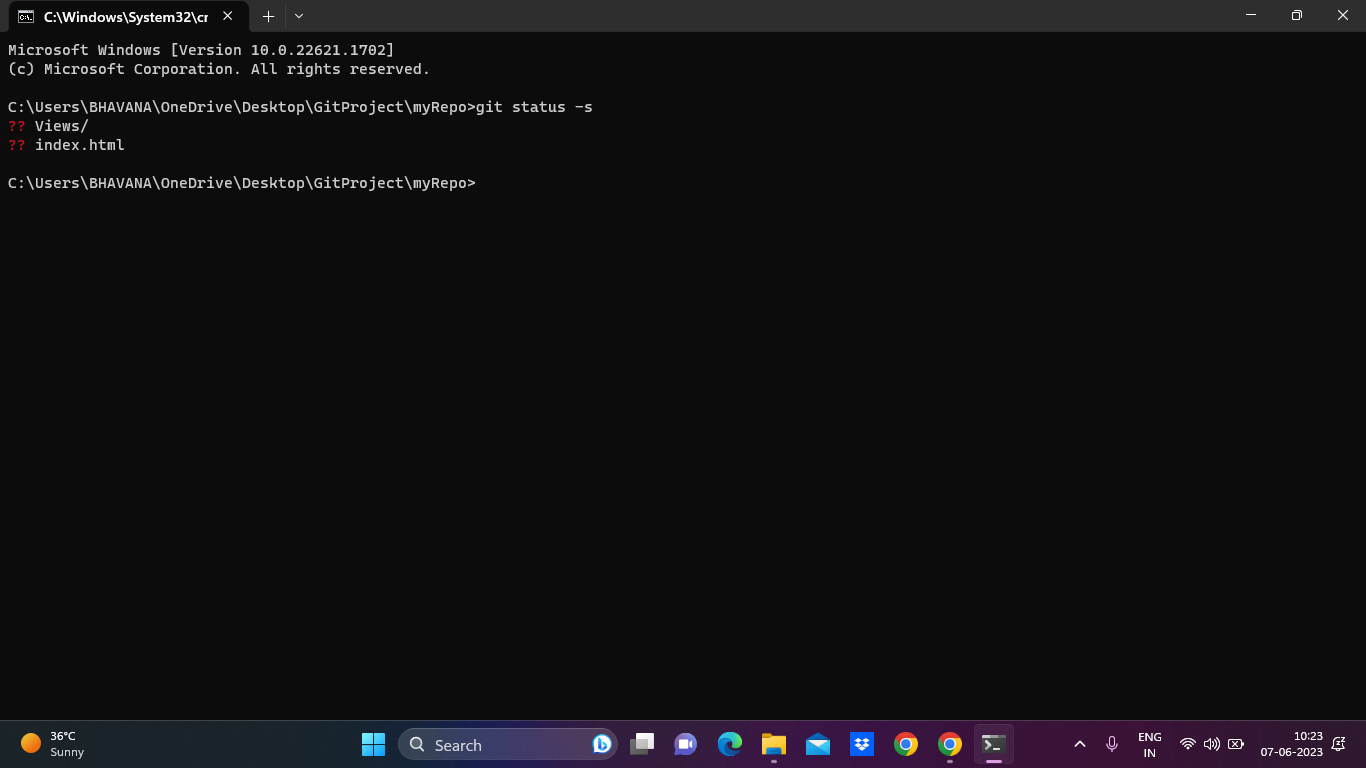 C:\Windows\System32\cr
Microsoft Windows [Version 10.0.22621.1702]
(c) Microsoft Corporation. All rights reserved.
C:\Users\BHAVANA\OneDrive\Desktop\GitProject\myRepo>git status -s
?? Views/
?? index.html
C:\Users\BHAVANA\OneDrive\Desktop\GitProject\myRepo>
36°C
Sunny
Search
ENG
IN
10:23
07-06-2023